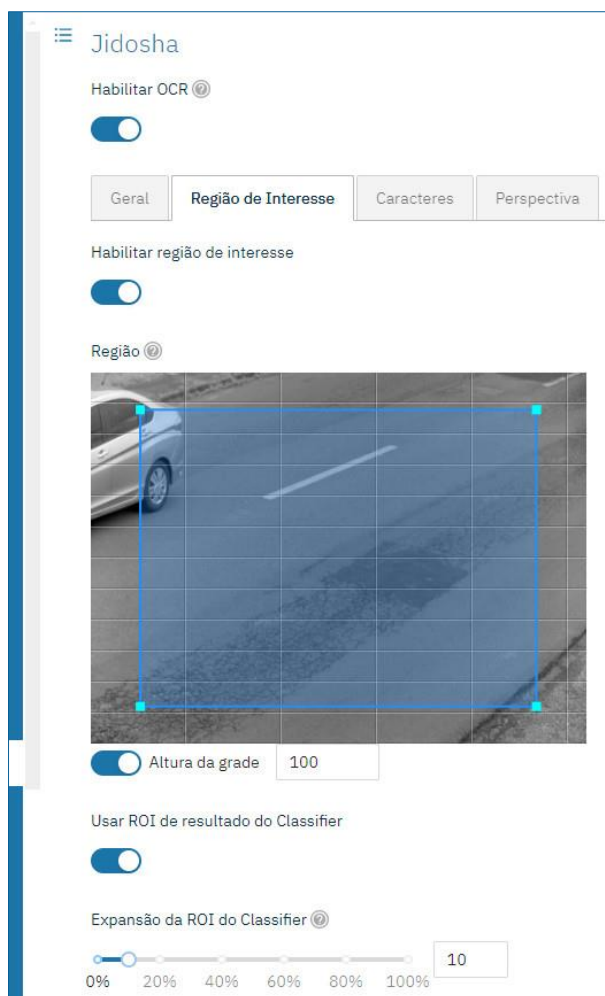 Jidosha
Habilitar OCR ?
Geral Região de Interesse Caracteres Perspectiva
Habilitar região de interesse
Região ?
Altura da grade 100
Usar ROI de resultado do Classifier
Expansão da ROI do Classifier ?
10
0% 20% 40% 60% 80% 100%